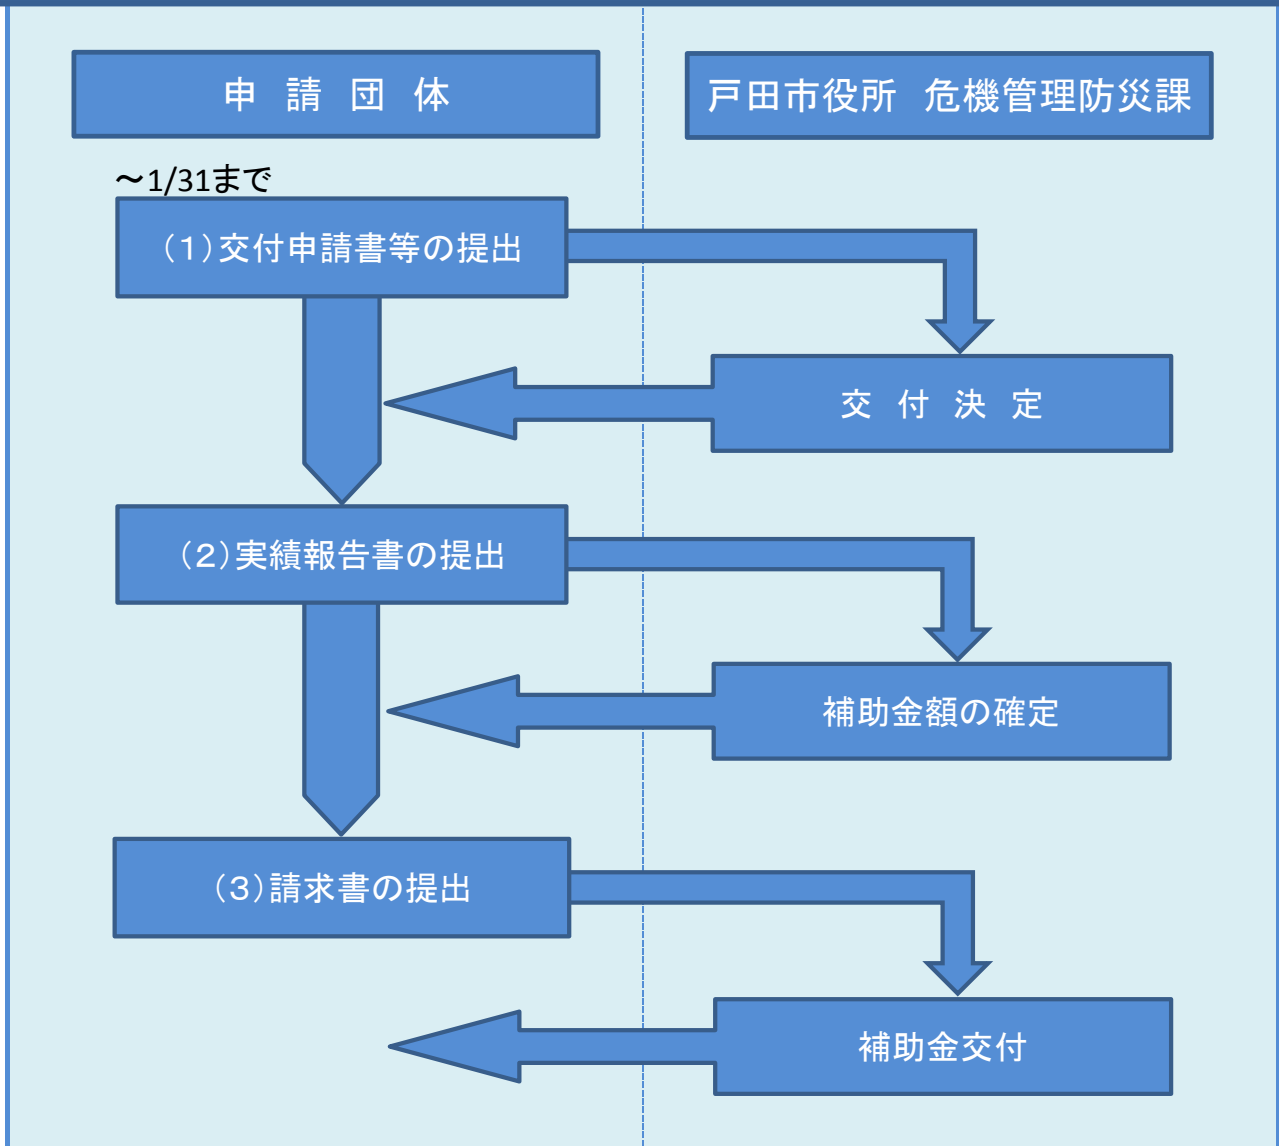 申 請 団 体
戸田市役所 危機管理防災課
～1/31まで
(1)交付申請書等の提出
交 付 決 定
(2)実績報告書の提出
補助金額の確定
(3)請求書の提出
補助金交付